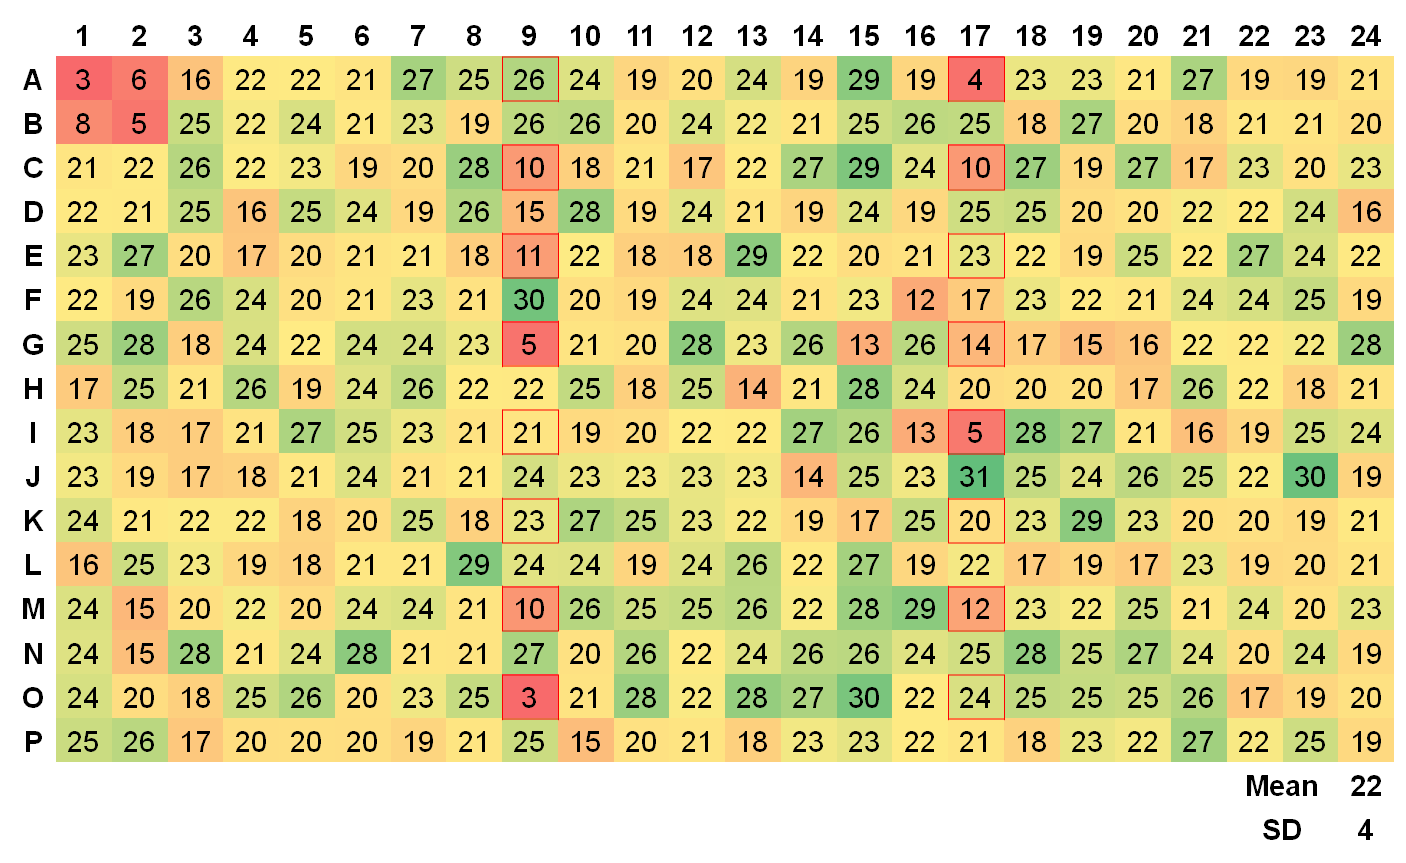 1 2 3 4 5 6 7 8 9 10 11 12 13 14 15 16 17 18 19 20 21 22 23 24
A 3 6 16 22 22 21 27 25 26 24 19 20 24 19 29 19 4 23 23 21 27 19 19 21
B 8 5 25 22 24 21 23 19 26 26 20 24 22 21 25 26 25 18 27 20 18 21 21 20
C 21 22 26 22 23 19 20 28 10 18 21 17 22 27 29 24 10 27 19 27 17 23 20 23
D 22 21 25 16 25 24 19 26 15 28 19 24 21 19 24 19 25 25 20 20 22 22 24 16
E 23 27 20 17 20 21 21 18 11 22 18 18 29 22 20 21 23 22 19 25 22 27 24 22
F 22 19 26 24 20 21 23 21 30 20 19 24 24 21 23 12 17 23 22 21 24 24 25 19
G 25 28 18 24 22 24 24 23 5 21 20 28 23 26 13 26 14 17 15 16 22 22 22 28
H 17 25 21 26 19 24 26 22 22 25 18 25 14 21 28 24 20 20 20 17 26 22 18 21
I 23 18 17 21 27 25 23 21 21 19 20 22 22 27 26 13 5 28 27 21 16 19 25 24
J 23 19 17 18 21 24 21 21 24 23 23 23 23 14 25 23 31 25 24 26 25 22 30 19
K 24 21 22 22 18 20 25 18 23 27 25 23 22 19 17 25 20 23 29 23 20 20 19 21
L 16 25 23 19 18 21 21 29 24 24 19 24 26 22 27 19 22 17 19 17 23 19 20 21
M 24 15 20 22 20 24 24 21 10 26 25 25 26 22 28 29 12 23 22 25 21 24 20 23
N 24 15 28 21 24 28 21 21 27 20 26 22 24 26 26 24 25 28 25 27 24 20 24 19
O 24 20 18 25 26 20 23 25 3 21 28 22 28 27 30 22 24 25 25 25 26 17 19 20
P 25 26 17 20 20 20 19 21 25 15 20 21 18 23 23 22 21 18 23 22 27 22 25 19
Mean 22
SD 4